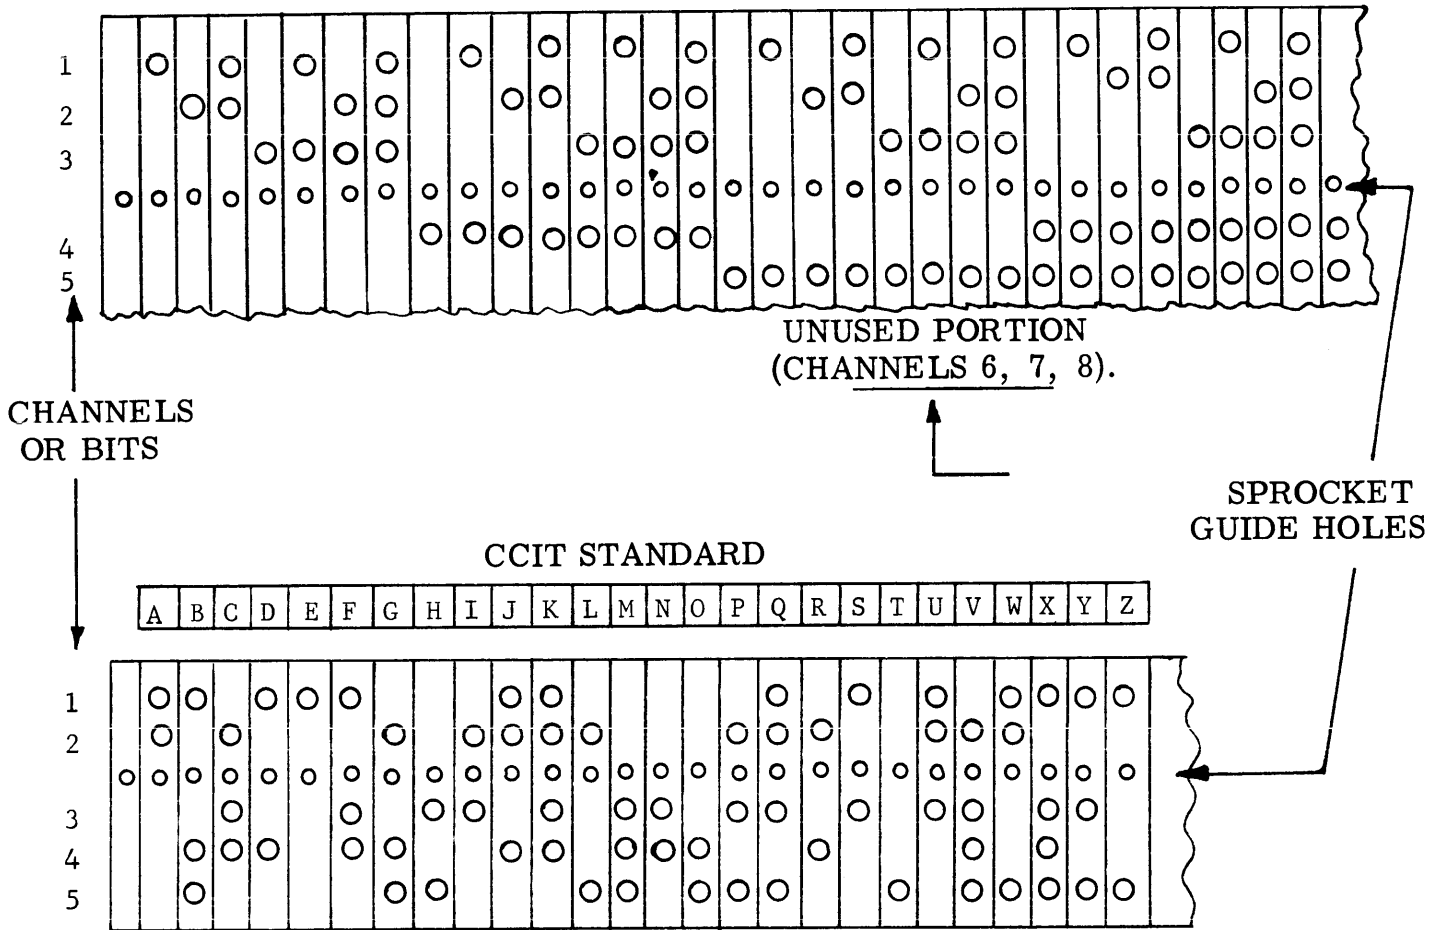 1
2
3
4
5
UNUSED PORTION
(CHANNELS 6, 7, 8).
CHANNELS
OR BITS
SPROCKET
GUIDE HOLES
CCIT STANDARD
A B C D E F G H I J K L M N O P Q R S T U V W X Y Z
1
2
3
4
5